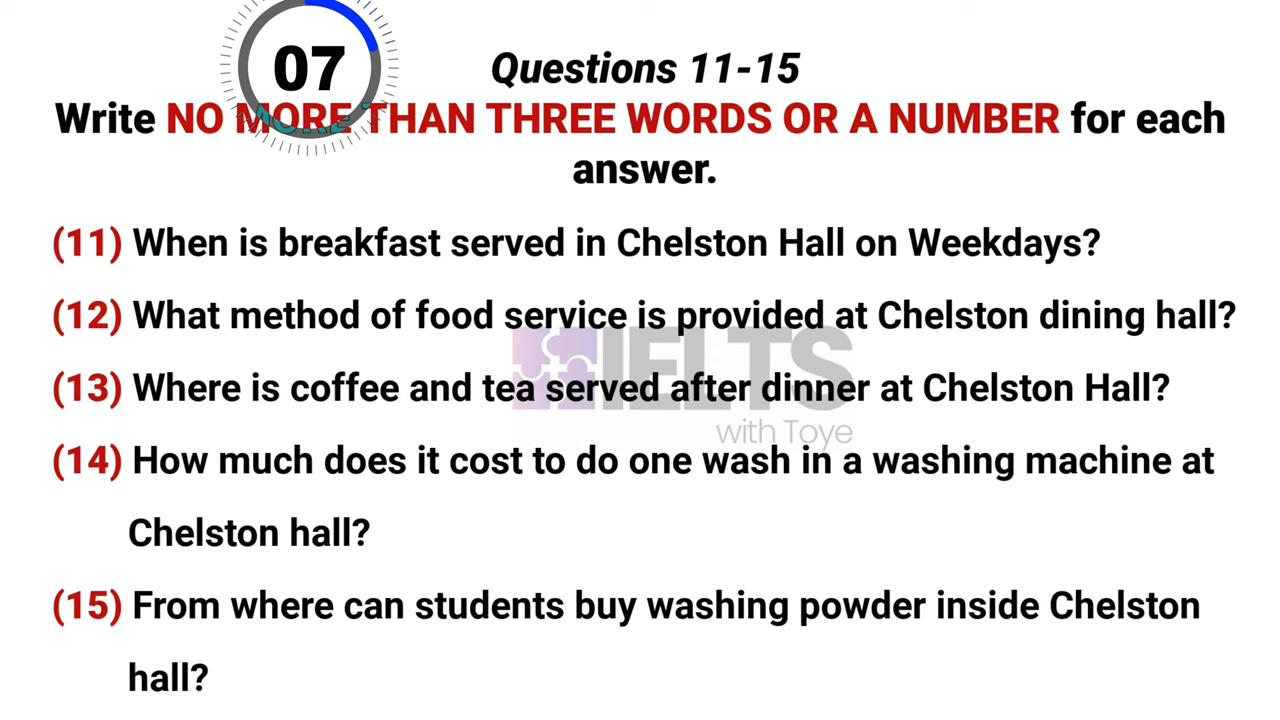 07
Questions 11-15
Write NO MORE THAN THREE WORDS OR A NUMBER for each
answer.
(11) When is breakfast served in Chelston Hall on Weekdays?
(12) What method of food service is provided at Chelston dining hall?
(13) Where is coffee and tea served after dinner at Chelston Hall?
IELTS
with Toye
(14) How much does it cost to do one wash in a washing machine at
Chelston hall?
(15) From where can students buy washing powder inside Chelston
hall?